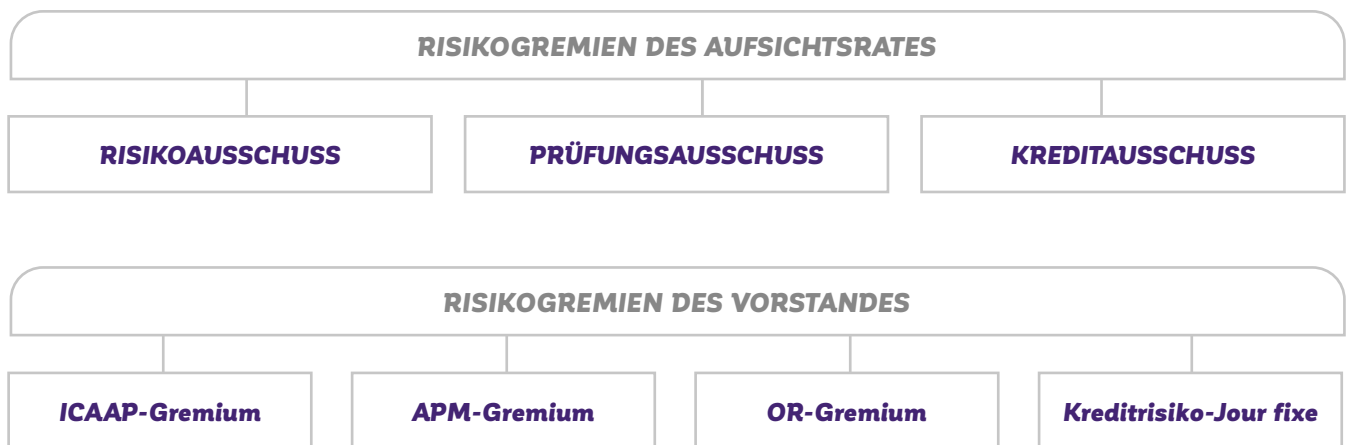 RISIKOGREMIEN DES AUFSICHTSRATES
RISIKOAUSSCHUSS
PRÜFUNGSAUSSCHUSS
KREDITAUSSCHUSS
RISIKOGREMIEN DES VORSTANDES
ICAAP-Gremium
APM-Gremium
OR-Gremium
Kreditrisiko-Jour fixe